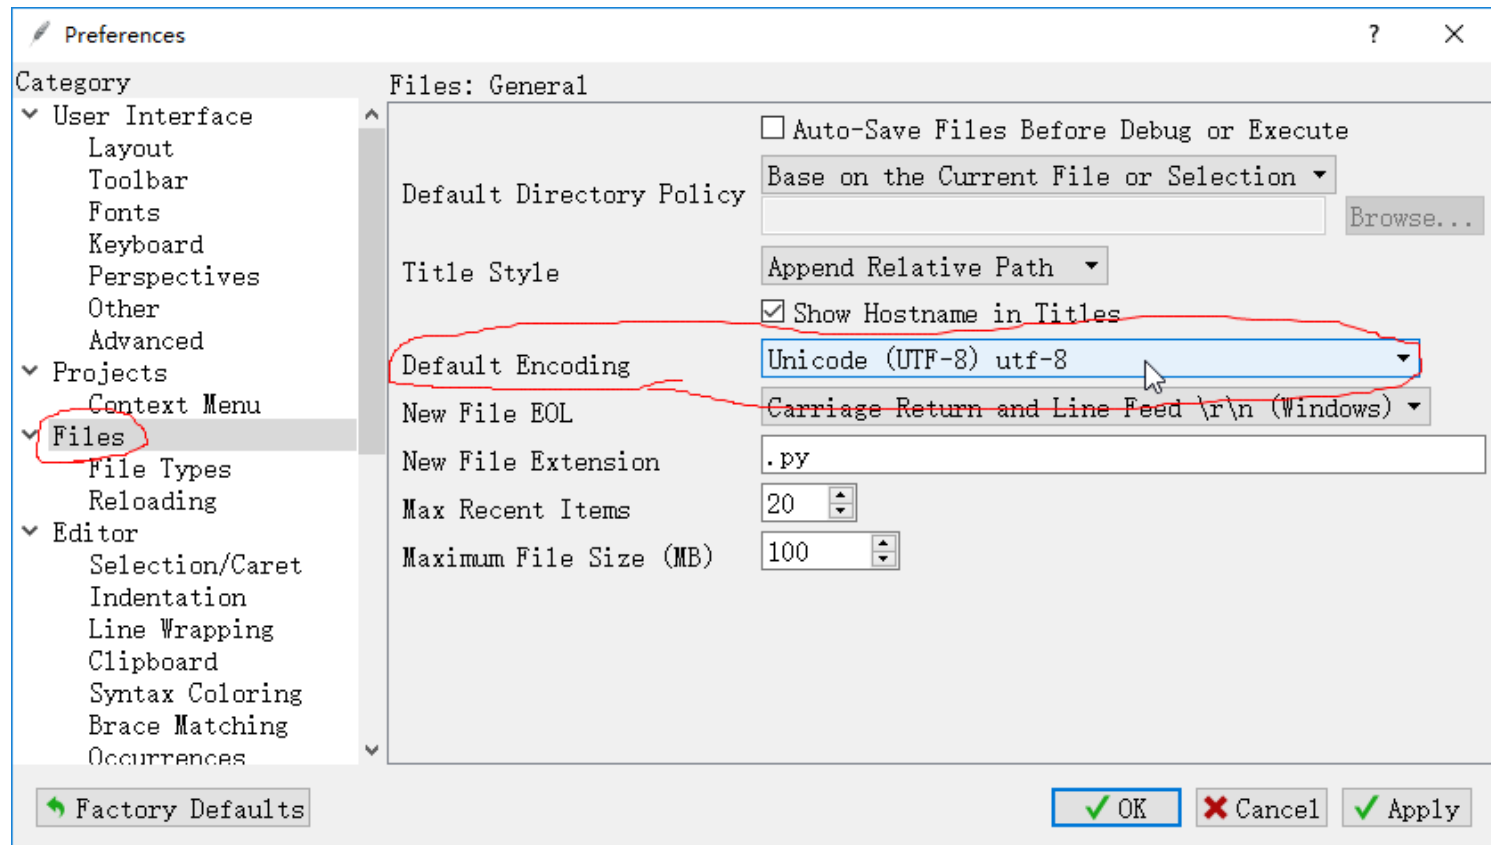 Preferences
?
Category
User Interface
Layout
Toolbar
Fonts
Keyboard
Perspectives
Other
Advanced
Projects
Context Menu
Files
File Types
Reloading
Editor
Selection/Caret
Indentation
Line Wrapping
Clipboard
Syntax Coloring
Brace Matching
Occurrences
Files: General
Auto-Save Files Before Debug or Execute
Default Directory Policy
Base on the Current File or Selection
Browse...
Title Style
Append Relative Path
Show Hostname in Titles
Default Encoding
Unicode (UTF-8) utf-8
New File EOL
Carriage Return and Line Feed \r\n (Windows)
New File Extension
.py
Max Recent Items
20
Maximum File Size (MB)
100
Factory Defaults
OK
Cancel
Apply